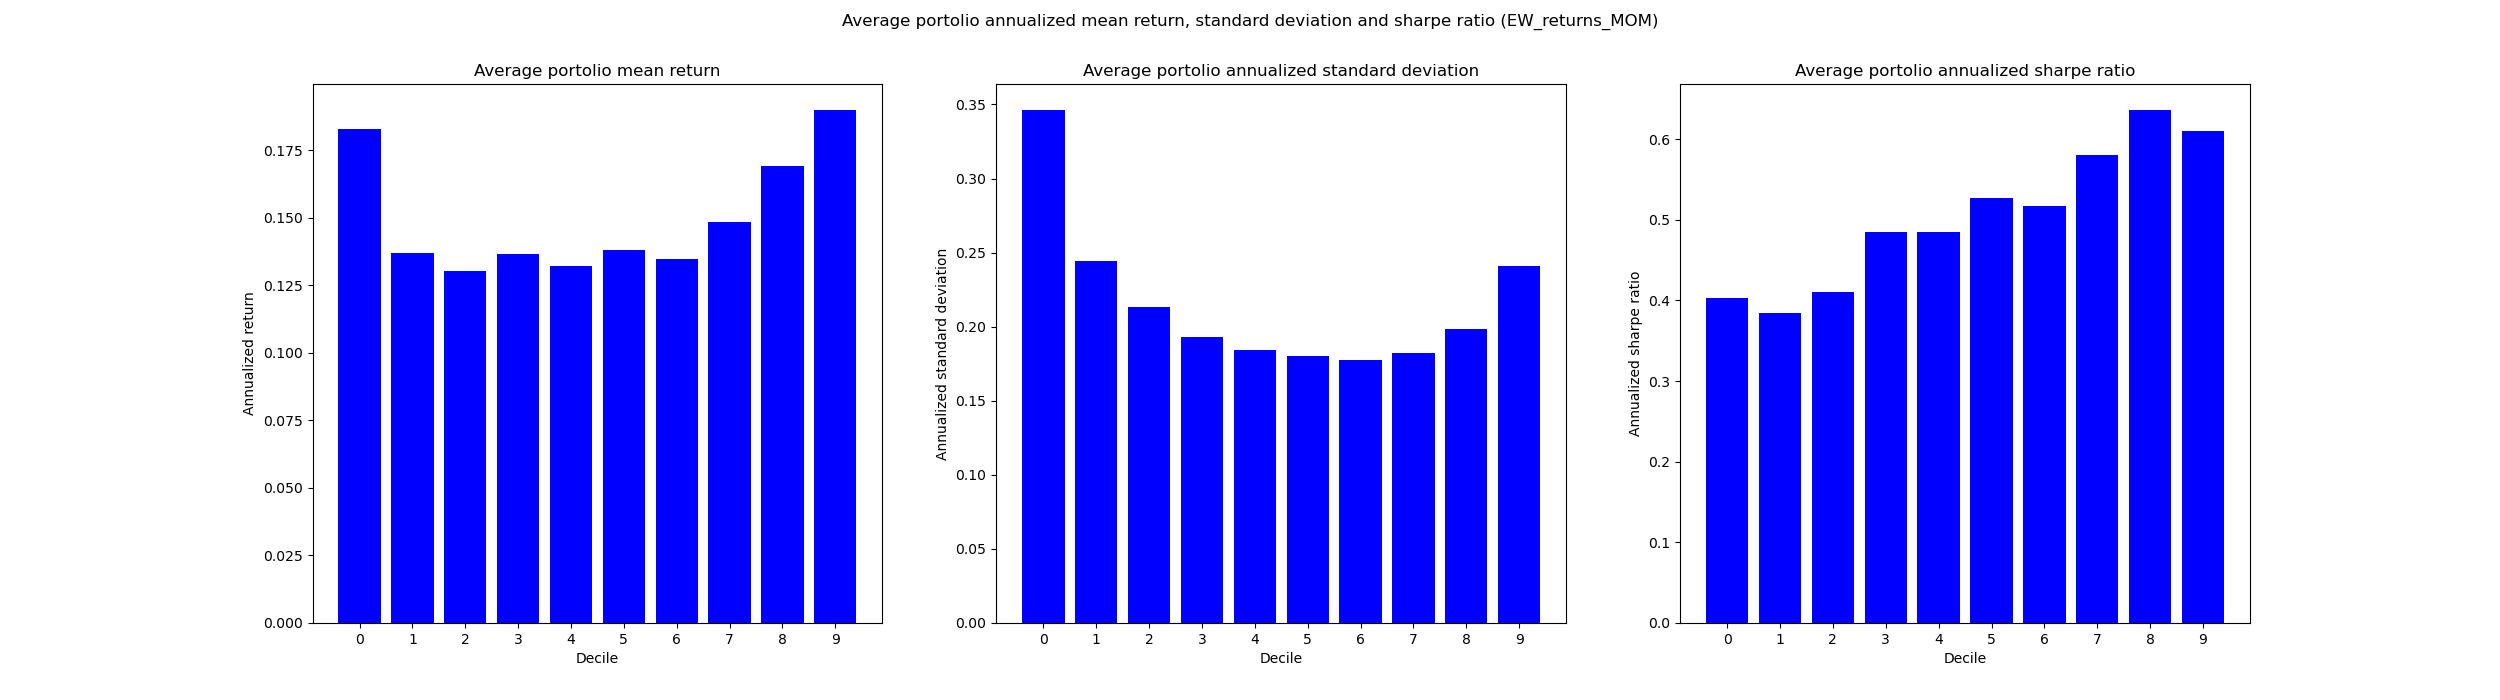 Average portolio annualized mean return, standard deviation and sharpe ratio (EW_returns_MOM)
Average portolio mean return
Annualized return
0.175
0.150
0.125
0.100
0.075
0.050
0.025
0.000
0 1 2 3 4 5 6 7 8 9
Decile
Average portolio annualized standard deviation
Annualized standard deviation
0.35
0.30
0.25
0.20
0.15
0.10
0.05
0.00
0 1 2 3 4 5 6 7 8 9
Decile
Average portolio annualized sharpe ratio
Annualized sharpe ratio
0.6
0.5
0.4
0.3
0.2
0.1
0.0
0 1 2 3 4 5 6 7 8 9
Decile